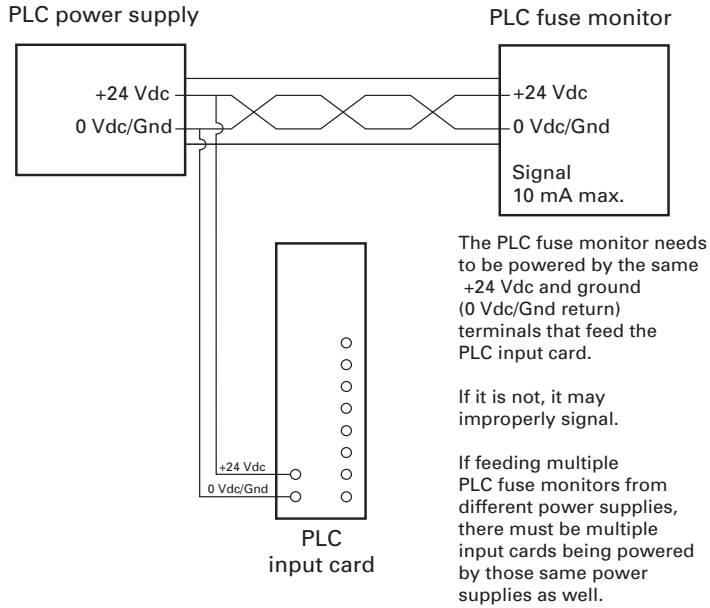 PLC power supply
PLC fuse monitor
+24 Vdc
0 Vdc/Gnd
+24 Vdc
0 Vdc/Gnd
Signal
10 mA max.
The PLC fuse monitor needs
to be powered by the same
+24 Vdc and ground
(0 Vdc/Gnd return)
terminals that feed the
PLC input card.
If it is not, it may
improperly signal.
If feeding multiple
PLC fuse monitors from
different power supplies,
there must be multiple
input cards being powered
by those same power
supplies as well.
+24 Vdc
0 Vdc/Gnd
PLC
input card